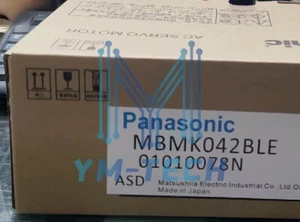 AC SERVO MOTOR
Panasonic
MBMK042BLE
01010078N
ASD
Matsushita Electric Industrial Co., Ltd.
Made in Japan
YM-TECH